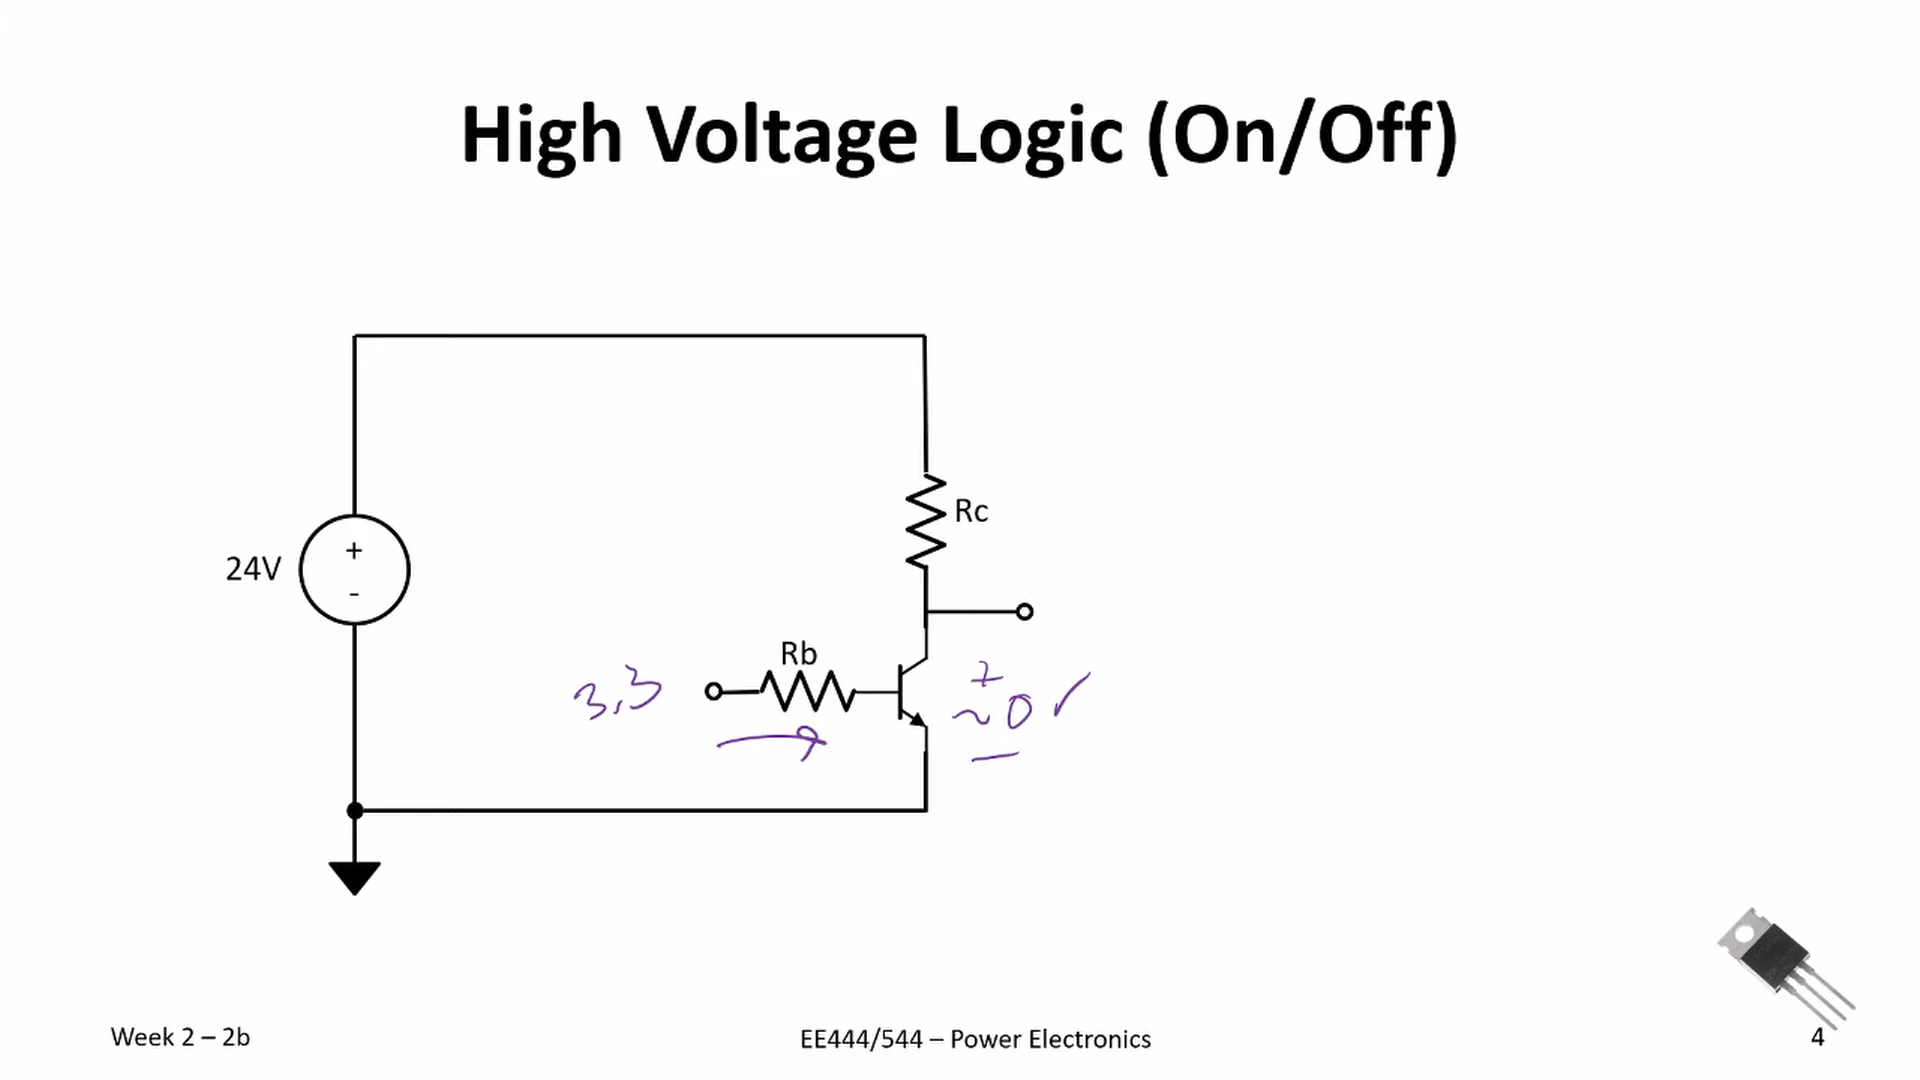 High Voltage Logic (On/Off)
Rc
24V
+
-
Rb
3,3
+
~0 ✓
–
Week 2 – 2b
EE444/544 – Power Electronics
4